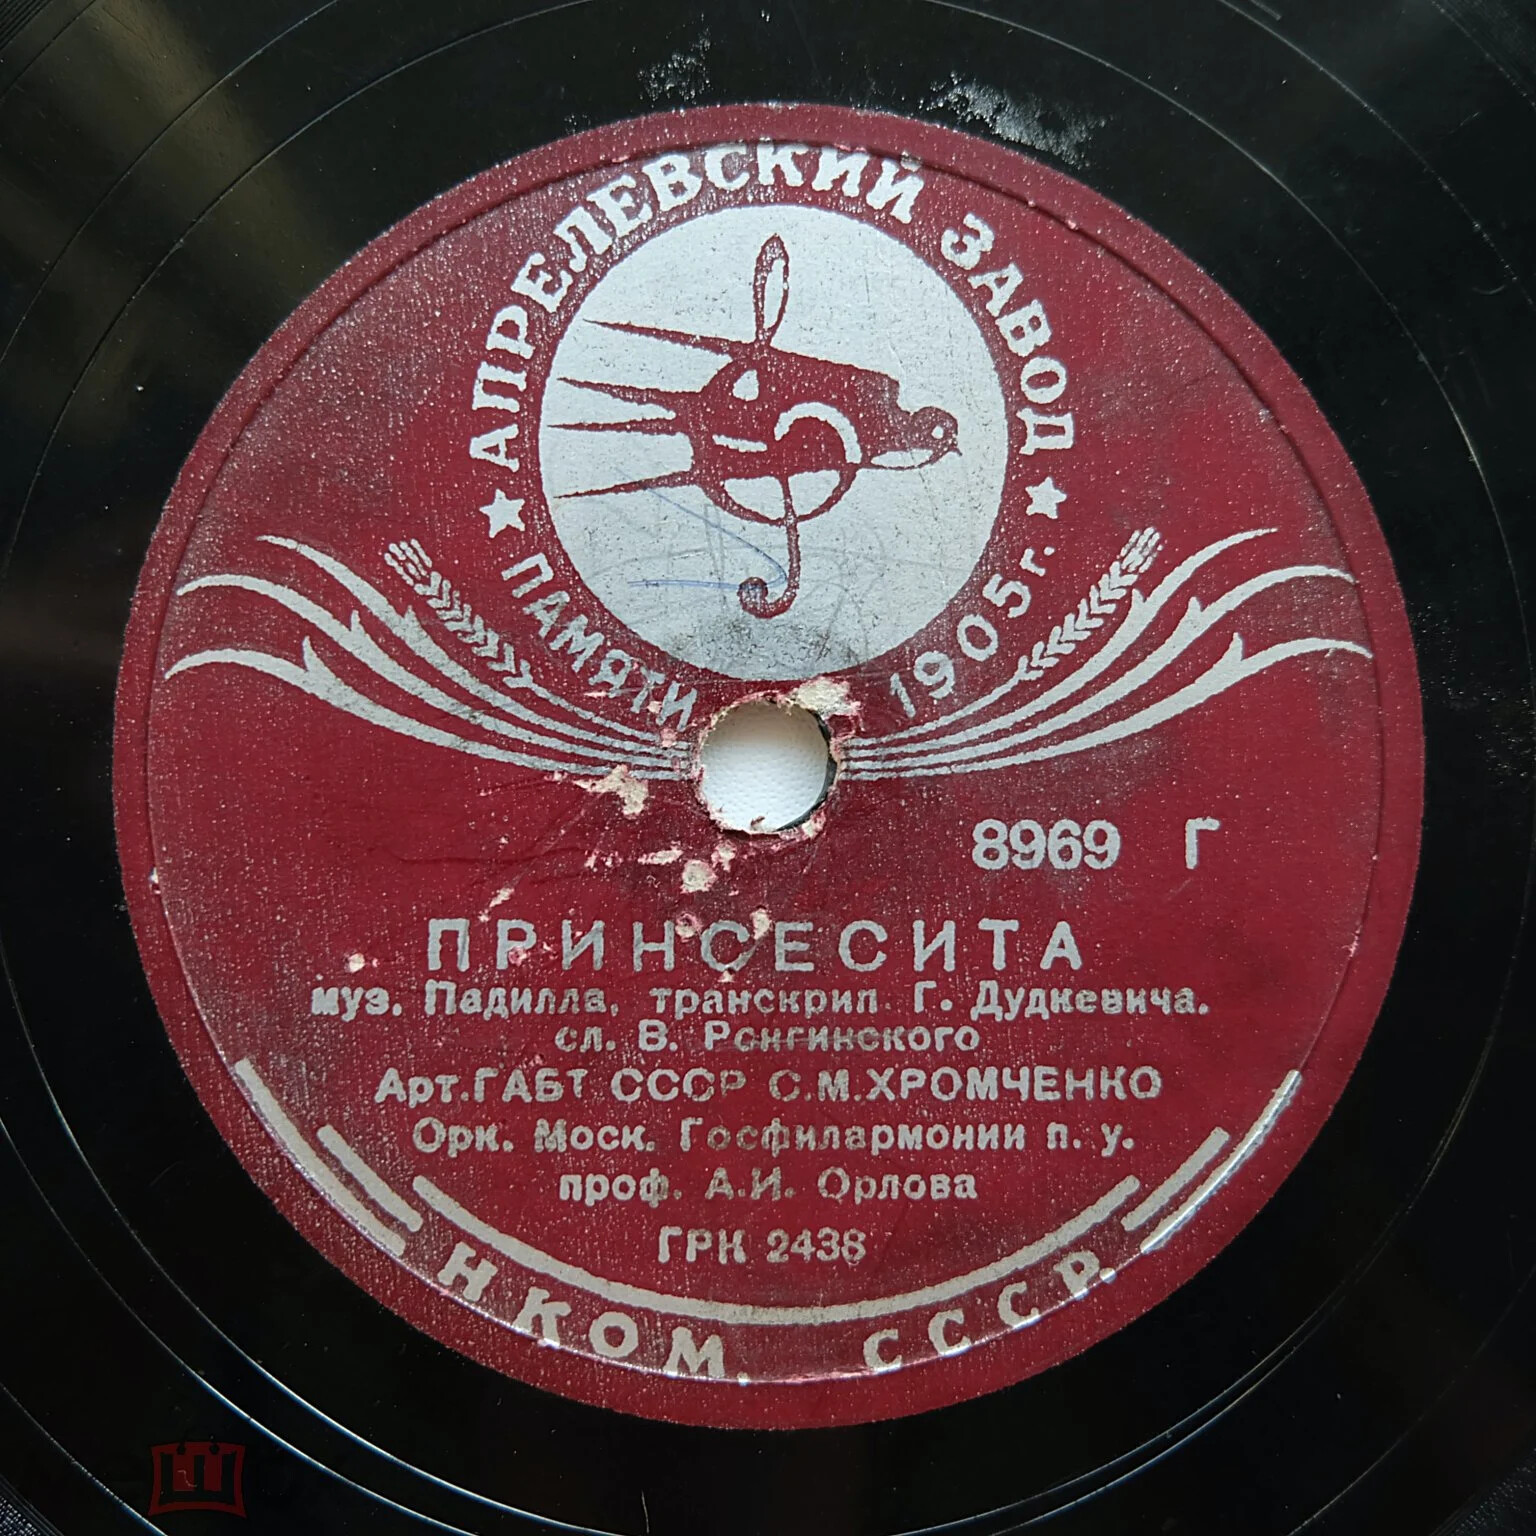 АПРЕЛЕВСКИЙ ЗАВОД
ПАМЯТИ 1905 г.
8969 Г
ПРИНСЕСИТА
муз. Падилла, транскрип. Г. Дудкевича.
сл. В. Ронгинского
Арт. ГАБТ СССР С.М.ХРОМЧЕНКО
Орк. Моск. Госфилармонии п. у.
проф. А.И. Орлова
ГРК 2438
НКОМ. СССР.